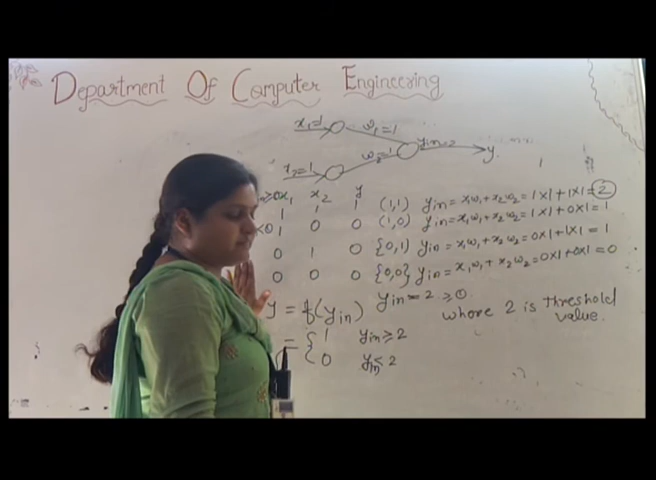 Department Of Computer Engineering
x₁=1 w₁=1
yin=2 y
x₂=1 w₂=1
x₁ x₂ y
1 1 1 (1,1) yin = x₁w₁ + x₂w₂ = 1×1 + 1×1 = 2
1 0 0 (1,0) yin = x₁w₁ + x₂w₂ = 1×1 + 0×1 = 1
0 1 0 {0,1) yin = x₁w₁ + x₂w₂ = 0×1 + 1×1 = 1
0 0 0 {0,0} yin = x₁w₁ + x₂w₂ = 0×1 + 0×1 = 0
y = f(yin) yin = 2 ≥ 0
where 2 is threshold
value.
= { 1 yin ≥ 2
0 yin < 2